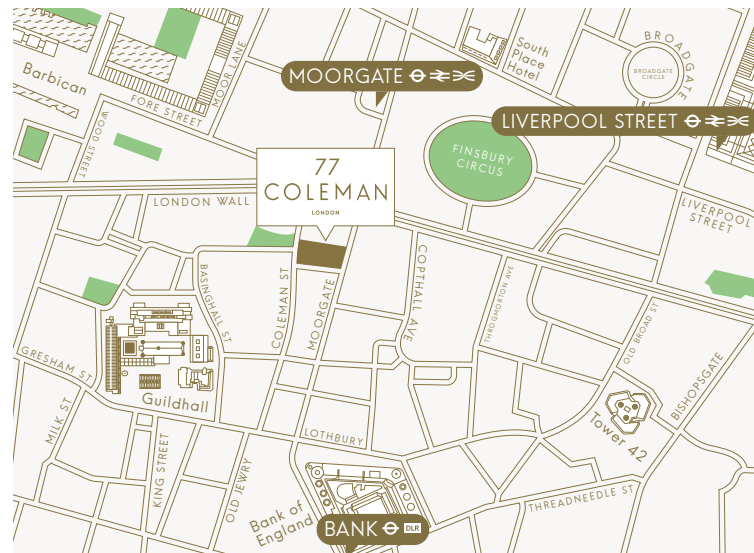 BROADGATE
South
Place
Hotel
Barbican
MOOR LANE
MOORGATE
BROADGATE
CIRCLE
FORE STREET
WOOD STREET
LIVERPOOL STREET
FINSBURY
CIRCUS
77
COLEMAN
LONDON
LONDON WALL
LIVERPOOL
STREET
BASINGHALL ST
COLEMAN ST
MOORGATE
COPTHALL AVE
THROGMORTON AVE
OLD BROAD ST
GRESHAM ST
BISHOPSGATE
MILK ST
Guildhall
Tower 42
KING STREET
LOTHBURY
OLD JEWRY
THREADNEEDLE ST
Bank of
England
BANK DLR